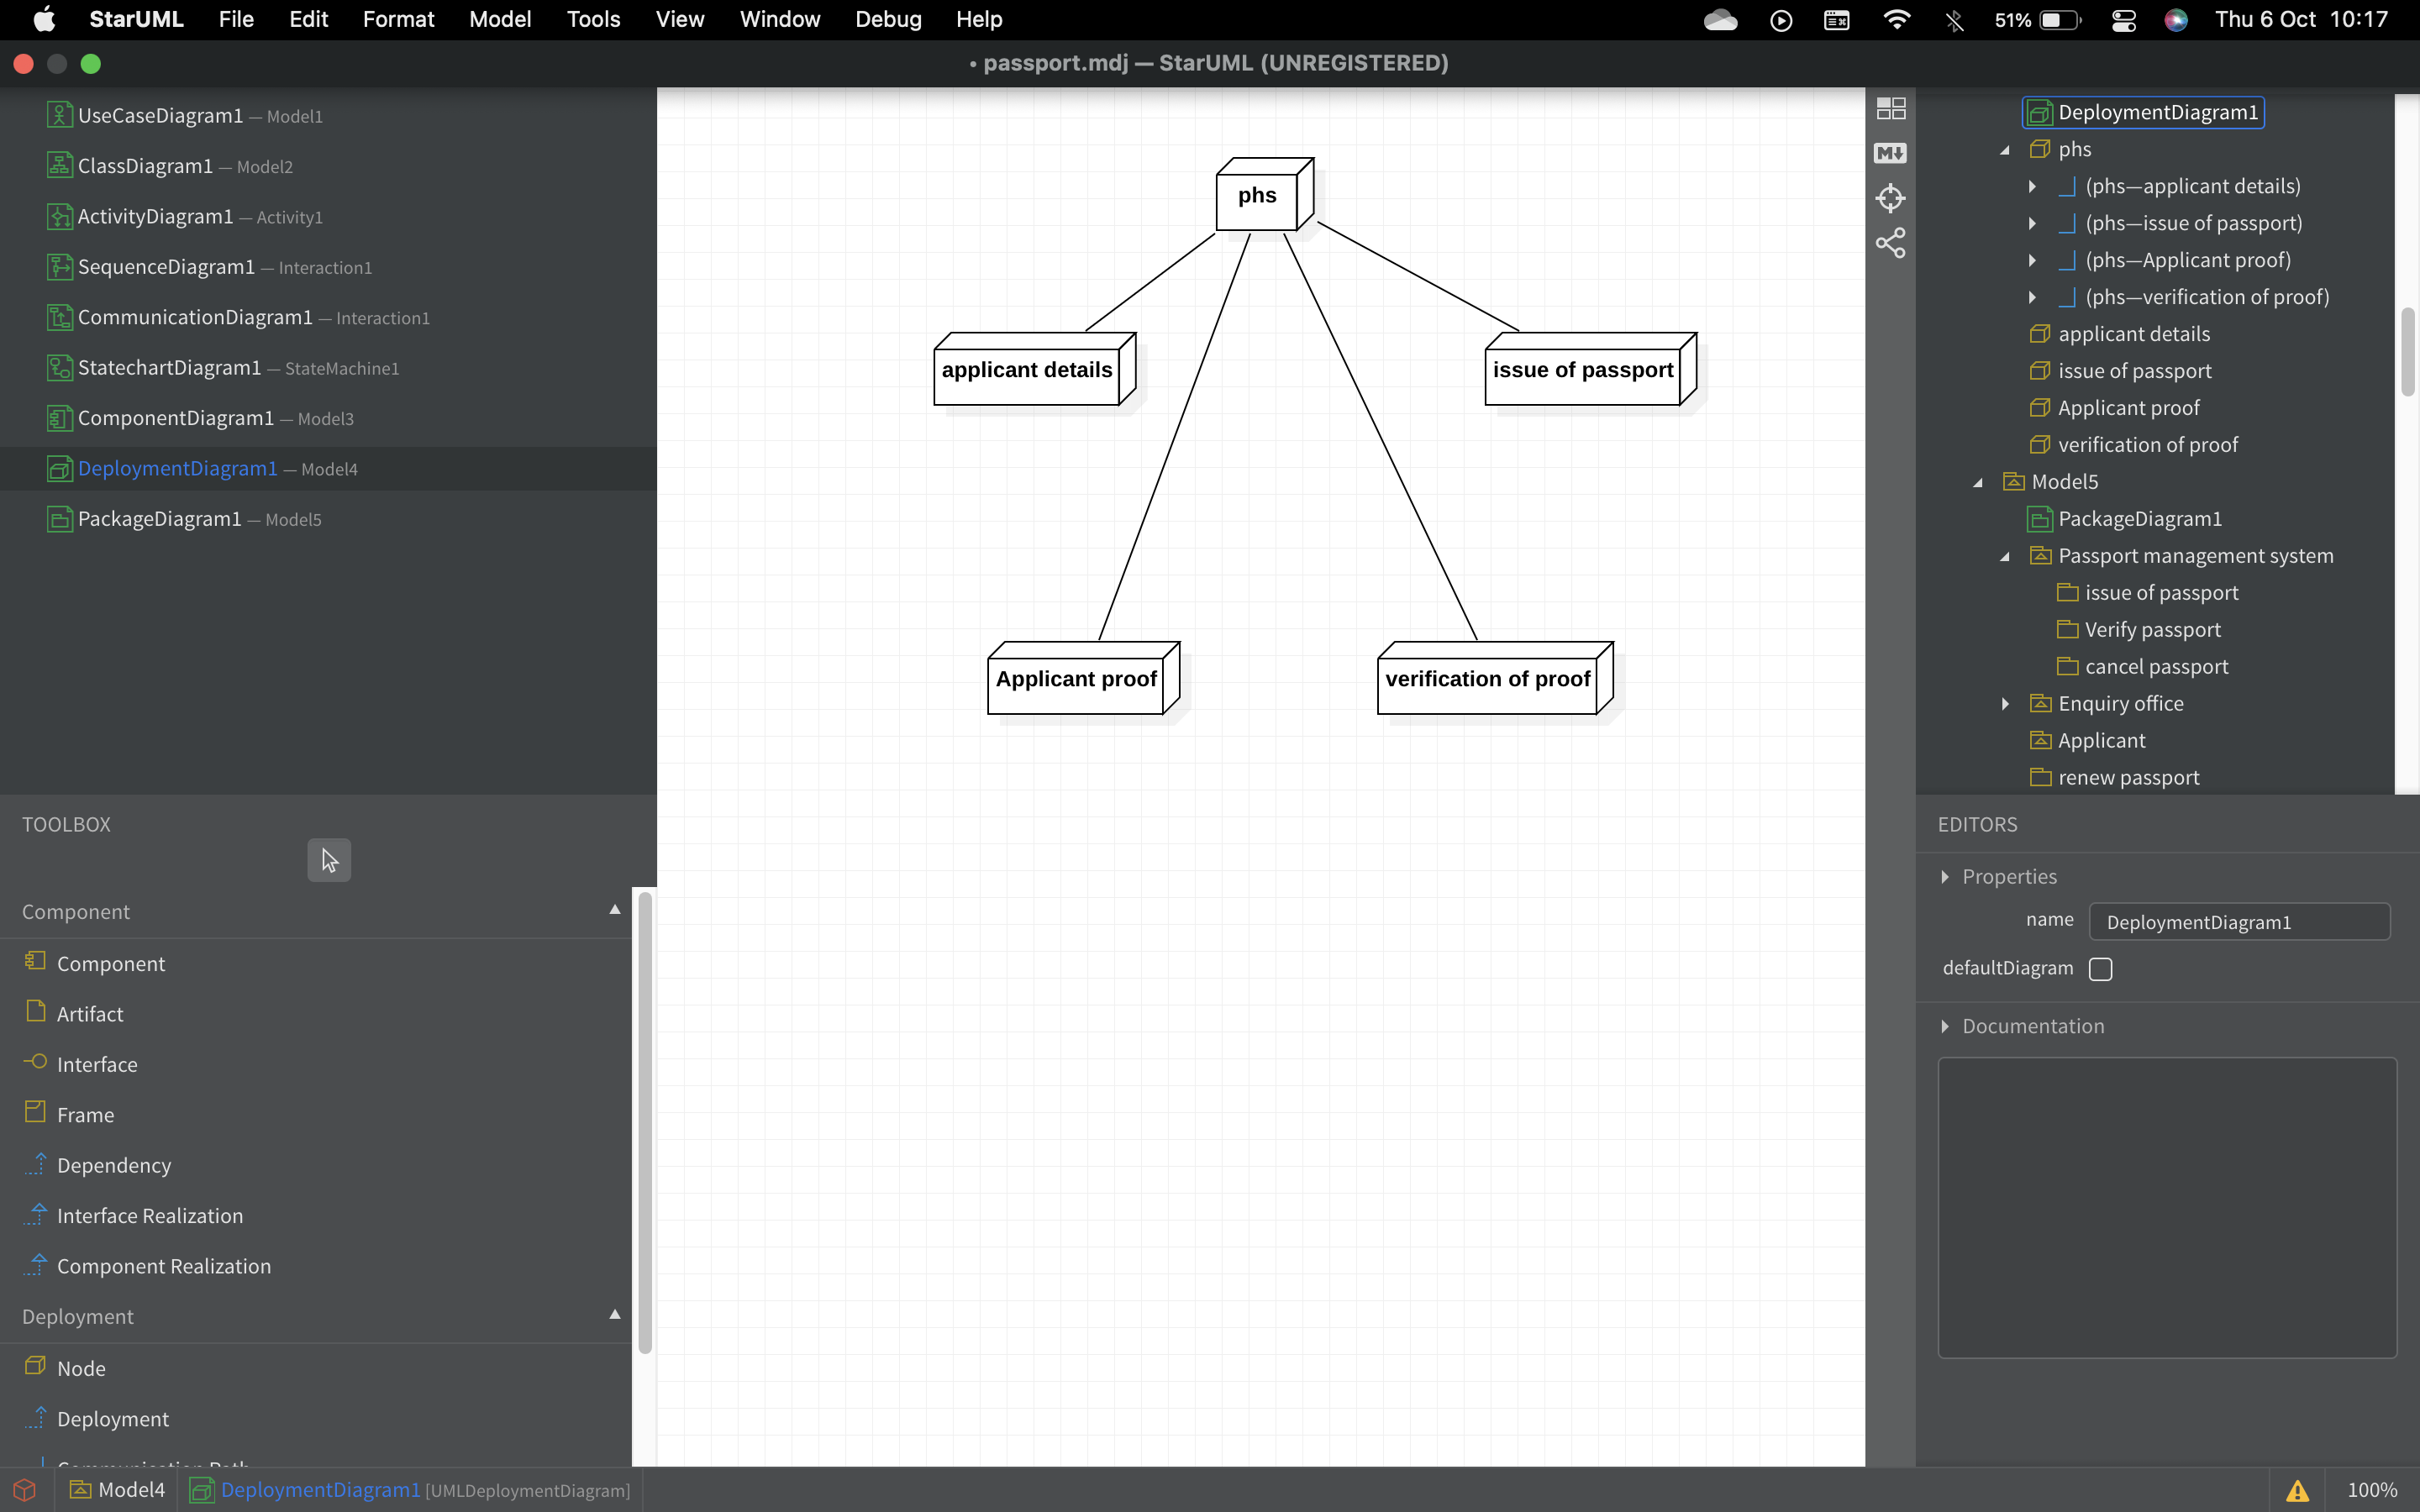 StarUML File Edit Format Model Tools View Window Debug Help 51% Thu 6 Oct 10:17
• passport.mdj — StarUML (UNREGISTERED)
UseCaseDiagram1 — Model1
ClassDiagram1 — Model2
ActivityDiagram1 — Activity1
SequenceDiagram1 — Interaction1
CommunicationDiagram1 — Interaction1
StatechartDiagram1 — StateMachine1
ComponentDiagram1 — Model3
DeploymentDiagram1 — Model4
PackageDiagram1 — Model5
TOOLBOX
Component
Component
Artifact
Interface
Frame
Dependency
Interface Realization
Component Realization
Deployment
Node
Deployment
Communication Path
phs
applicant details
issue of passport
Applicant proof
verification of proof
M
DeploymentDiagram1
phs
(phs—applicant details)
(phs—issue of passport)
(phs—Applicant proof)
(phs—verification of proof)
applicant details
issue of passport
Applicant proof
verification of proof
Model5
PackageDiagram1
Passport management system
issue of passport
Verify passport
cancel passport
Enquiry office
Applicant
renew passport
EDITORS
Properties
name DeploymentDiagram1
defaultDiagram
Documentation
Model4 DeploymentDiagram1 [UMLDeploymentDiagram] 100%